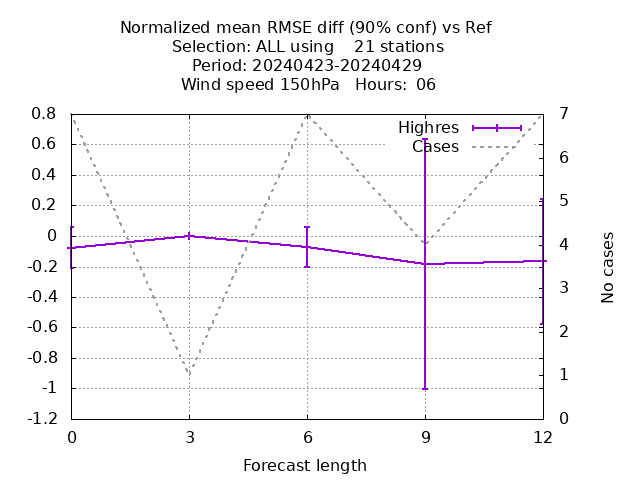 Normalized mean RMSE diff (90% conf) vs Ref
Selection: ALL using    21 stations
Period: 20240423-20240429
Wind speed 150hPa   Hours:  06
Highres
Cases
0.8
0.6
0.4
0.2
0
-0.2
-0.4
-0.6
-0.8
-1
-1.2
7
6
5
4
3
2
1
0
No cases
0 3 6 9 12
Forecast length